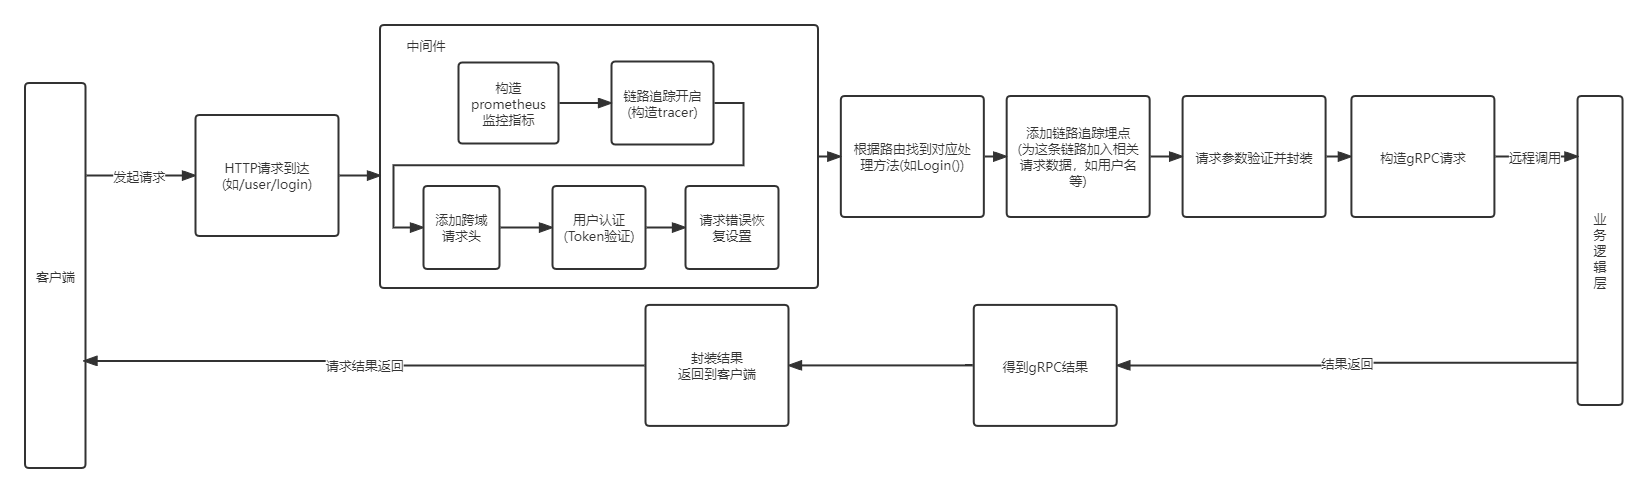 中间件
构造
prometheus
监控指标
链路追踪开启
(构造tracer)
客户端
发起请求
HTTP请求到达
(如/user/login)
添加跨域
请求头
用户认证
(Token验证)
请求错误恢
复设置
根据路由找到对应处
理方法(如Login())
添加链路追踪埋点
(为这条链路加入相关
请求数据，如用户名
等)
请求参数验证并封装
构造gRPC请求
远程调用
业
务
逻
辑
层
结果返回
得到gRPC结果
封装结果
返回到客户端
请求结果返回